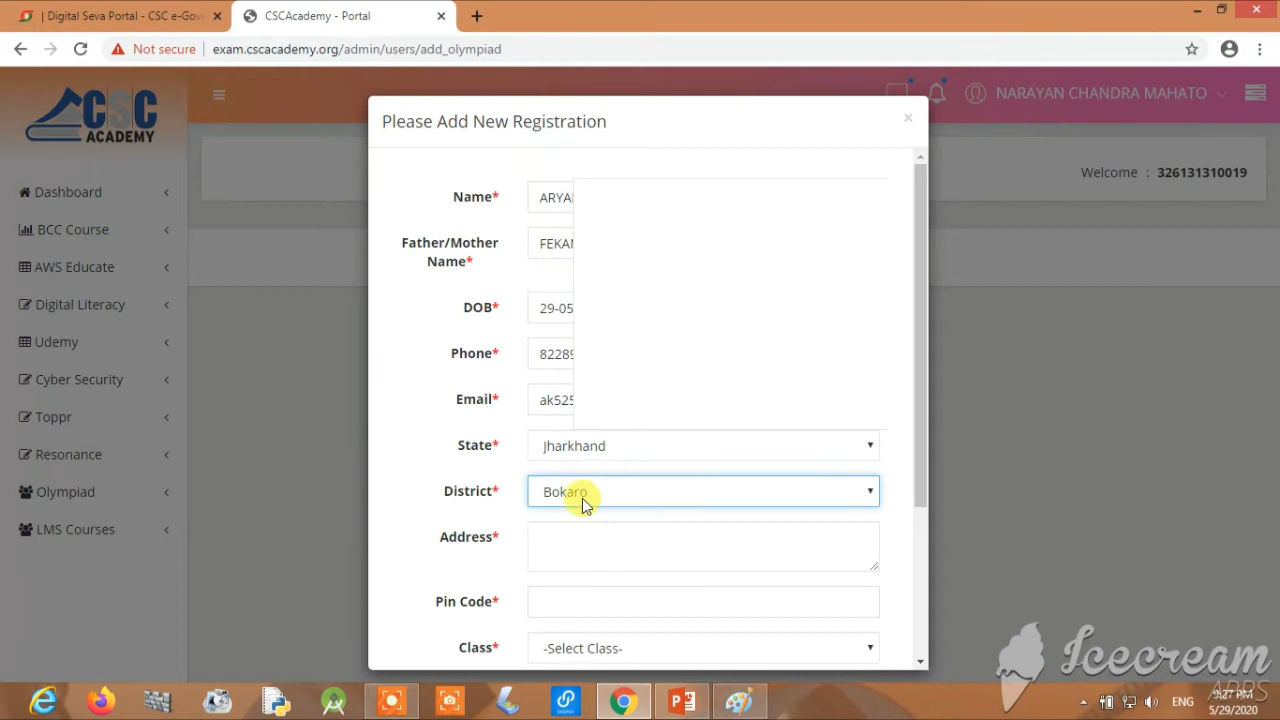 | Digital Seva Portal - CSC e-Gov
CSCAcademy - Portal
Not secure | exam.cscacademy.org/admin/users/add_olympiad
CSC
ACADEMY
NARAYAN CHANDRA MAHATO
Please Add New Registration
Welcome : 326131310019
Dashboard
BCC Course
AWS Educate
Digital Literacy
Udemy
Cyber Security
Toppr
Resonance
Olympiad
LMS Courses
Name*
Father/Mother
Name*
FEKAN
DOB*
29-05
Phone*
8228
Email*
ak525
State* Jharkhand
District* Bokaro
Address*
Pin Code*
Class* -Select Class-
Icecream
APPS
ENG
9:27 PM
5/29/2020